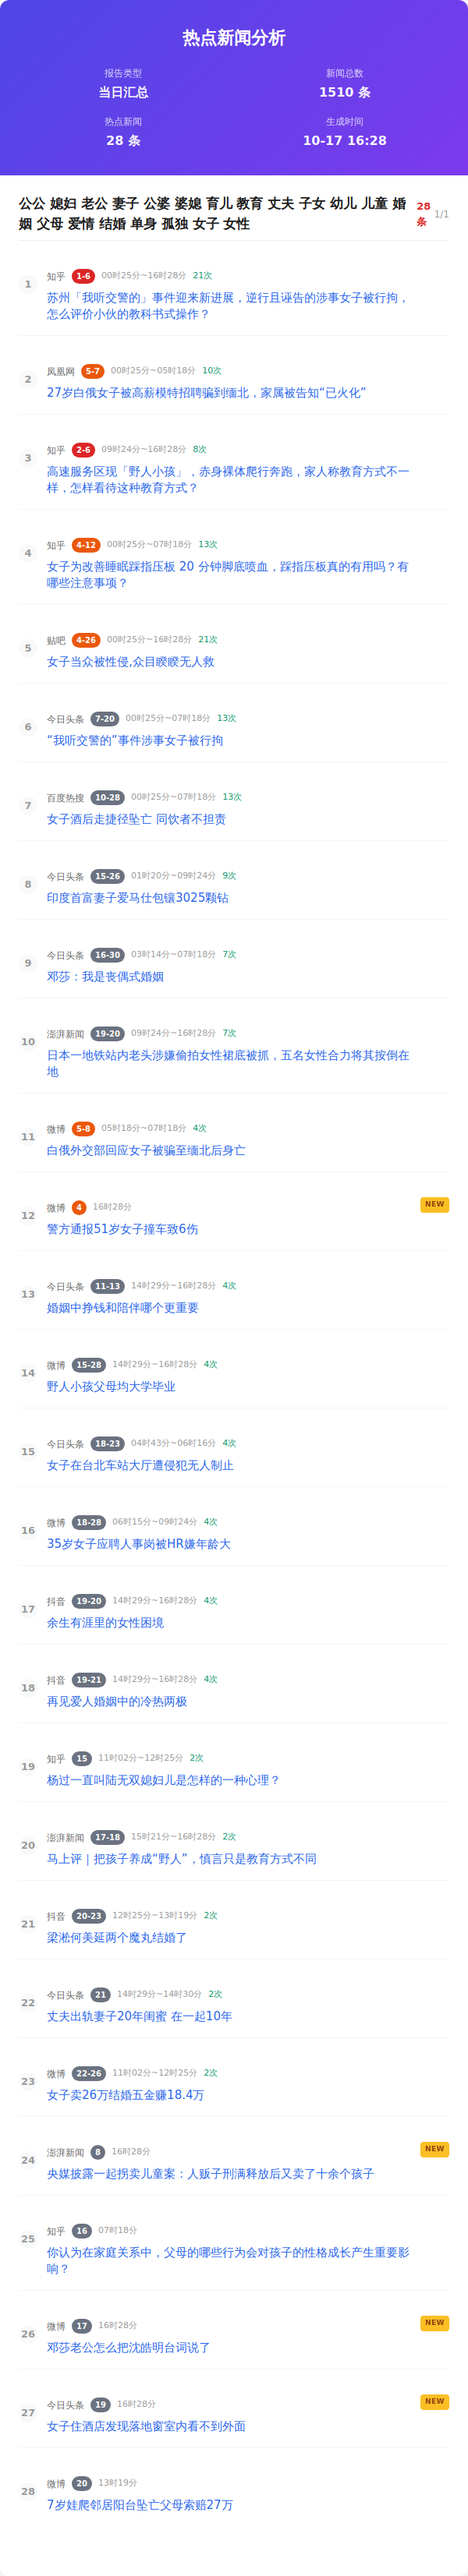 热点新闻分析
报告类型
当日汇总
新闻总数
1510 条
热点新闻
28 条
生成时间
10-17 16:28
公公 媳妇 老公 妻子 公婆 婆媳 育儿 教育 丈夫 子女 幼儿 儿童 婚
姻 父母 爱情 结婚 单身 孤独 女子 女性
28
条
1/1
1
知乎 1-6 00时25分~16时28分 21次
苏州「我听交警的」事件迎来新进展，逆行且诬告的涉事女子被行拘，
怎么评价小伙的教科书式操作？
2
凤凰网 5-7 00时25分~05时18分 10次
27岁白俄女子被高薪模特招聘骗到缅北，家属被告知“已火化”
3
知乎 2-6 09时24分~16时28分 8次
高速服务区现「野人小孩」，赤身裸体爬行奔跑，家人称教育方式不一
样，怎样看待这种教育方式？
4
知乎 4-12 00时25分~07时18分 13次
女子为改善睡眠踩指压板 20 分钟脚底喷血，踩指压板真的有用吗？有
哪些注意事项？
5
贴吧 4-26 00时25分~16时28分 21次
女子当众被性侵,众目睽睽无人救
6
今日头条 7-20 00时25分~07时18分 13次
“我听交警的”事件涉事女子被行拘
7
百度热搜 10-28 00时25分~07时18分 13次
女子酒后走捷径坠亡 同饮者不担责
8
今日头条 15-26 01时20分~09时24分 9次
印度首富妻子爱马仕包镶3025颗钻
9
今日头条 16-30 03时14分~07时18分 7次
邓莎：我是丧偶式婚姻
10
澎湃新闻 19-20 09时24分~16时28分 7次
日本一地铁站内老头涉嫌偷拍女性裙底被抓，五名女性合力将其按倒在
地
11
微博 5-8 05时18分~07时18分 4次
白俄外交部回应女子被骗至缅北后身亡
12
微博 4 16时28分
NEW
警方通报51岁女子撞车致6伤
13
今日头条 11-13 14时29分~16时28分 4次
婚姻中挣钱和陪伴哪个更重要
14
微博 15-28 14时29分~16时28分 4次
野人小孩父母均大学毕业
15
今日头条 18-23 04时43分~06时16分 4次
女子在台北车站大厅遭侵犯无人制止
16
微博 18-28 06时15分~09时24分 4次
35岁女子应聘人事岗被HR嫌年龄大
17
抖音 19-20 14时29分~16时28分 4次
余生有涯里的女性困境
18
抖音 19-21 14时29分~16时28分 4次
再见爱人婚姻中的冷热两极
19
知乎 15 11时02分~12时25分 2次
杨过一直叫陆无双媳妇儿是怎样的一种心理？
20
澎湃新闻 17-18 15时21分~16时28分 2次
马上评｜把孩子养成“野人”，慎言只是教育方式不同
21
抖音 20-23 12时25分~13时19分 2次
梁淞何美延两个魔丸结婚了
22
今日头条 21 14时29分~14时30分 2次
丈夫出轨妻子20年闺蜜 在一起10年
23
微博 22-26 11时02分~12时25分 2次
女子卖26万结婚五金赚18.4万
24
澎湃新闻 8 16时28分
NEW
央媒披露一起拐卖儿童案：人贩子刑满释放后又卖了十余个孩子
25
知乎 16 07时18分
你认为在家庭关系中，父母的哪些行为会对孩子的性格成长产生重要影
响？
26
微博 17 16时28分
NEW
邓莎老公怎么把沈皓明台词说了
27
今日头条 19 16时28分
NEW
女子住酒店发现落地窗室内看不到外面
28
微博 20 13时19分
7岁娃爬邻居阳台坠亡父母索赔27万